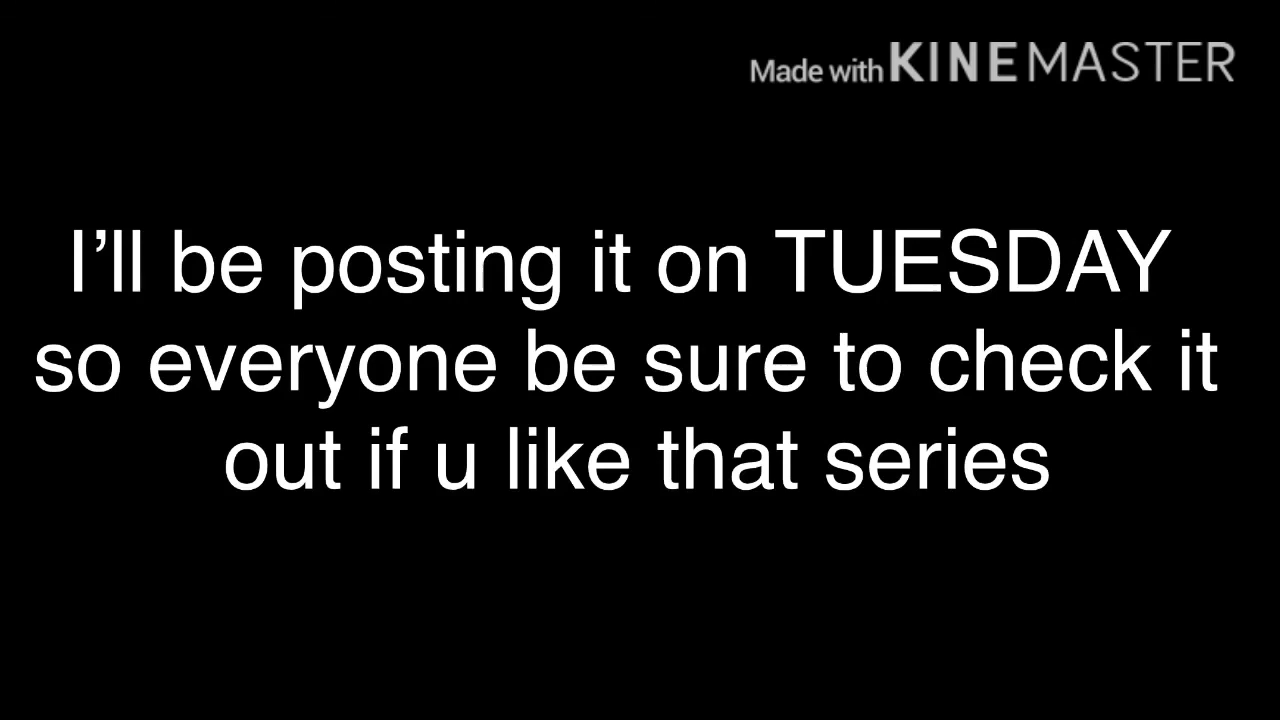 Made with KINEMASTER
I’ll be posting it on TUESDAY
so everyone be sure to check it
out if u like that series